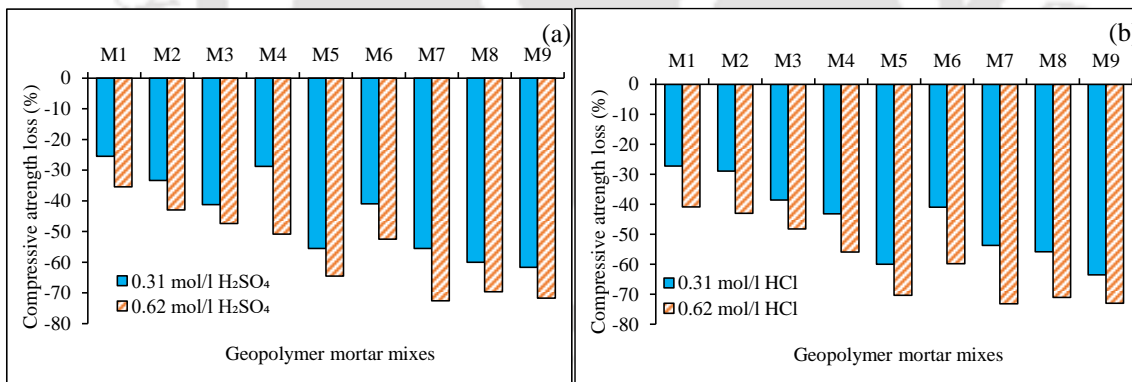 (a)
M1 M2 M3 M4 M5 M6 M7 M8 M9
0
-10
-20
-30
-40
-50
-60
-70
-80
Compressive atrength loss (%)
0.31 mol/l H₂SO₄
0.62 mol/l H₂SO₄
Geopolymer mortar mixes
(b
M1 M2 M3 M4 M5 M6 M7 M8 M9
0
-10
-20
-30
-40
-50
-60
-70
-80
Compressive atrength loss (%)
0.31 mol/l HCl
0.62 mol/l HCl
Geopolymer mortar mixes